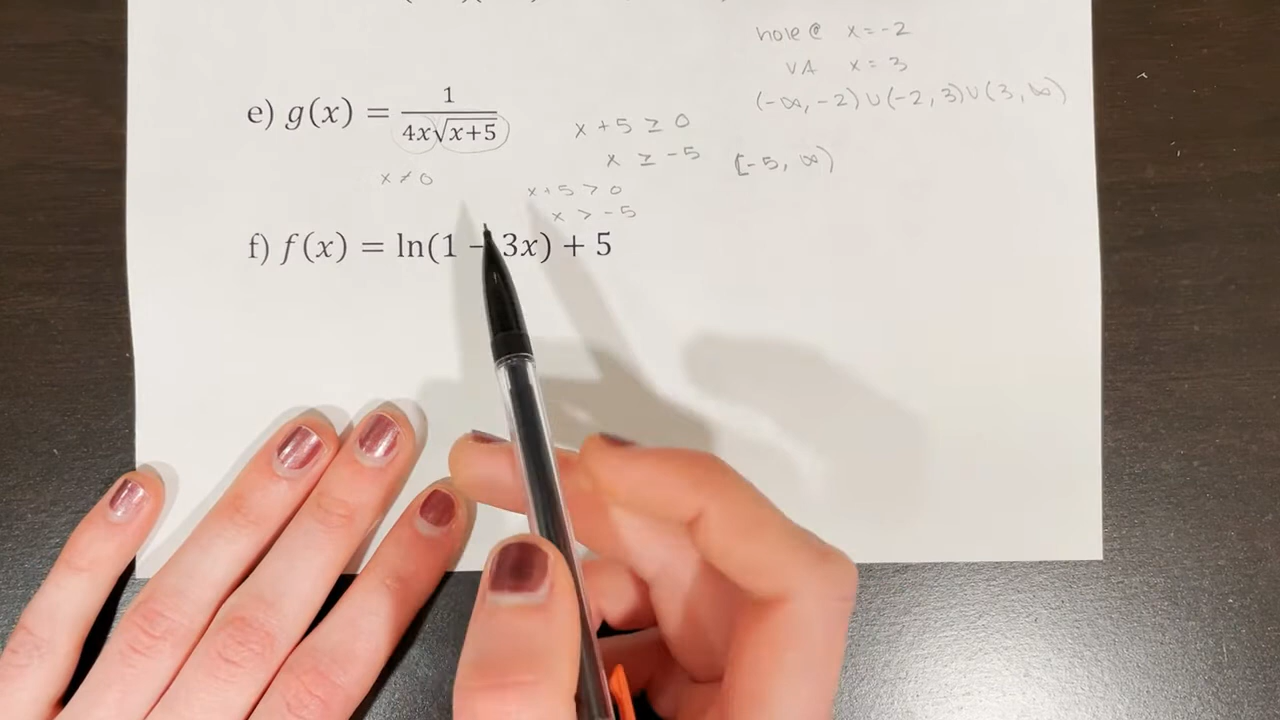 hole @ x = -2
VA x = 3
(-∞, -2) ∪ (-2, 3) ∪ (3, ∞)
e) g(x) = 1 / (4x√(x+5))
x + 5 ≥ 0
x ≥ -5 [-5, ∞)
x ≠ 0
x + 5 > 0
x > -5
f) f(x) = ln(1 − 3x) + 5